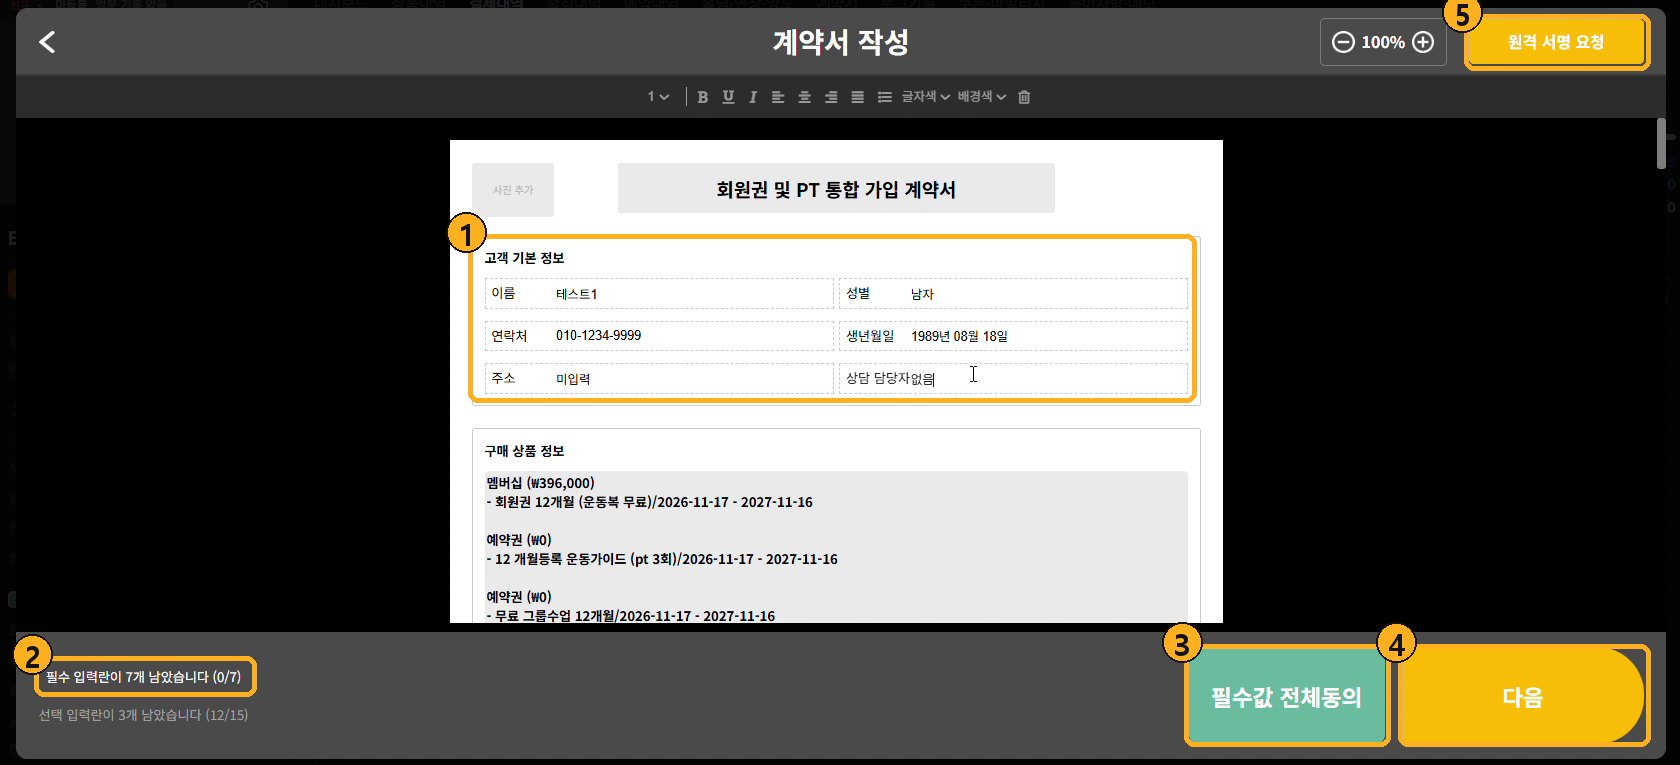 계약서 작성
100%
5
원격 서명 요청
1
B U I
글자색
배경색
사진 추가
회원권 및 PT 통합 가입 계약서
1
고객 기본 정보
이름 테스트1
성별 남자
연락처 010-1234-9999
생년월일 1989년 08월 18일
주소 미입력
상담 담당자없음
구매 상품 정보
멤버십 (₩396,000)
- 회원권 12개월 (운동복 무료)/2026-11-17 - 2027-11-16
예약권 (₩0)
- 12 개월등록 운동가이드 (pt 3회)/2026-11-17 - 2027-11-16
예약권 (₩0)
- 무료 그룹수업 12개월/2026-11-17 - 2027-11-16
2
필수 입력란이 7개 남았습니다 (0/7)
선택 입력란이 3개 남았습니다 (12/15)
3
필수값 전체동의
4
다음